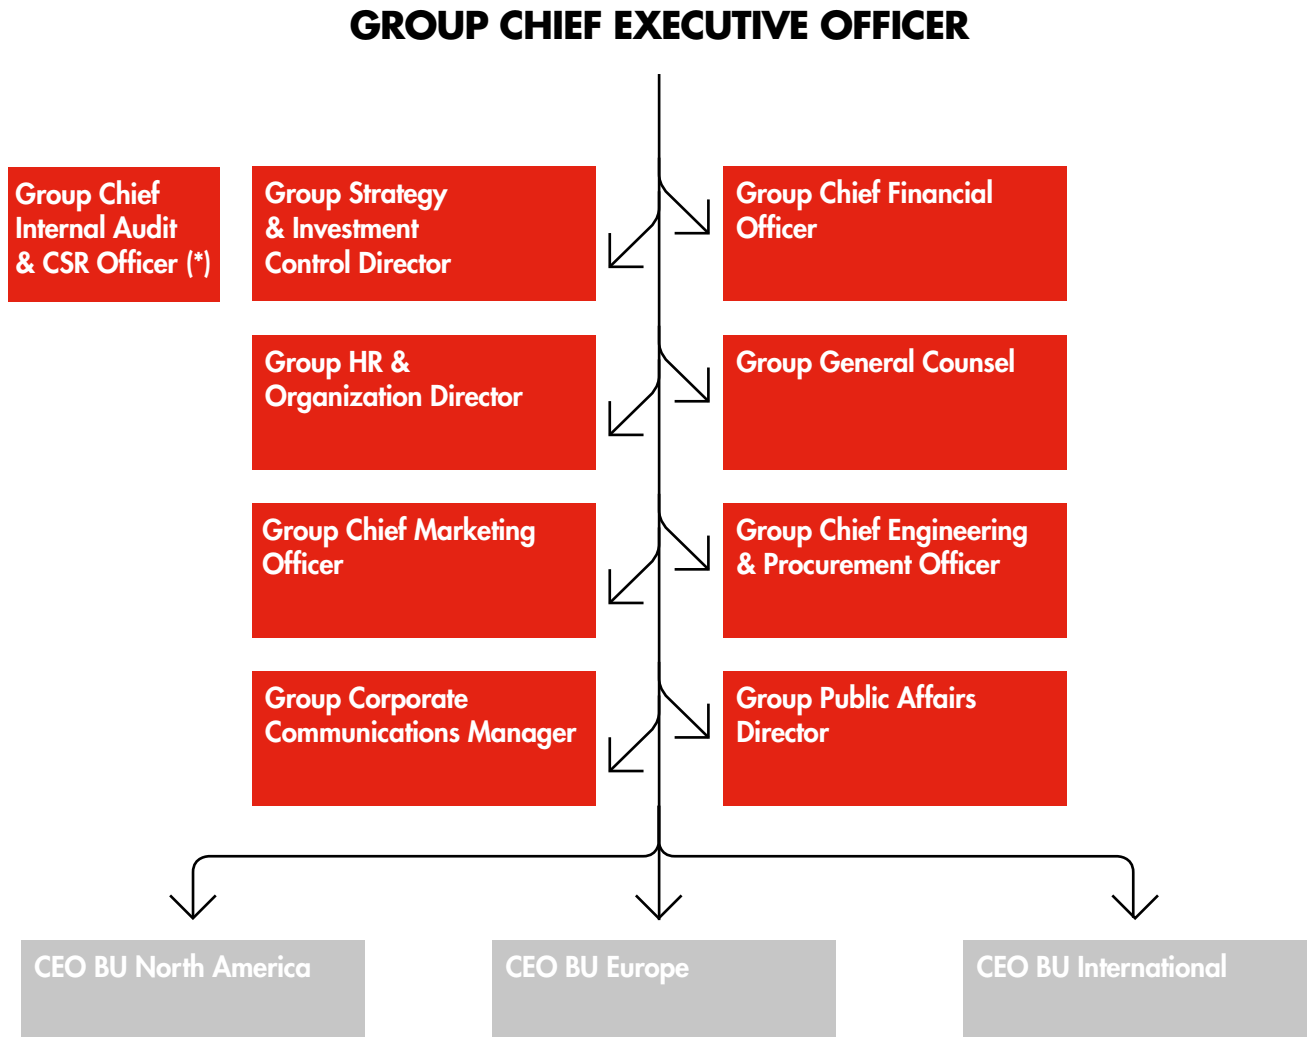 GROUP CHIEF EXECUTIVE OFFICER
Group Chief
Internal Audit
& CSR Officer (*)
Group Strategy
& Investment
Control Director
Group Chief Financial
Officer
Group HR &
Organization Director
Group General Counsel
Group Chief Marketing
Officer
Group Chief Engineering
& Procurement Officer
Group Corporate
Communications Manager
Group Public Affairs
Director
CEO BU North America
CEO BU Europe
CEO BU International